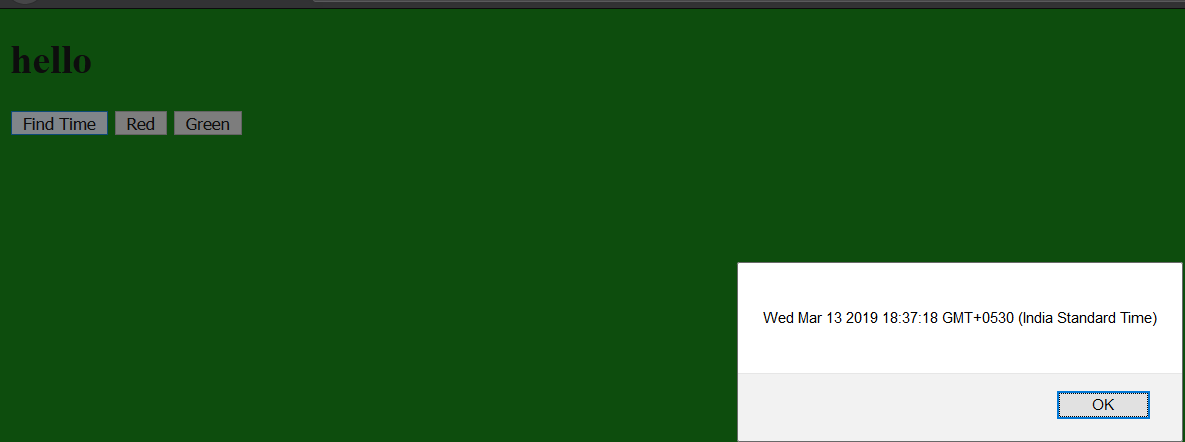 hello
Find Time Red Green
Wed Mar 13 2019 18:37:18 GMT+0530 (India Standard Time)
OK